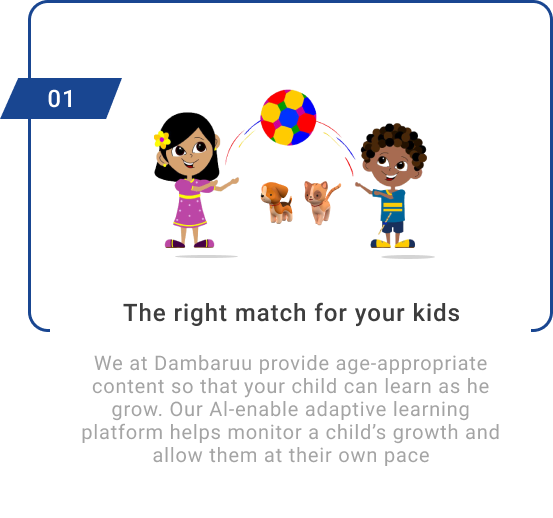 01
The right match for your kids
We at Dambaruu provide age-appropriate
content so that your child can learn as he
grow. Our AI-enable adaptive learning
platform helps monitor a child's growth and
allow them at their own pace